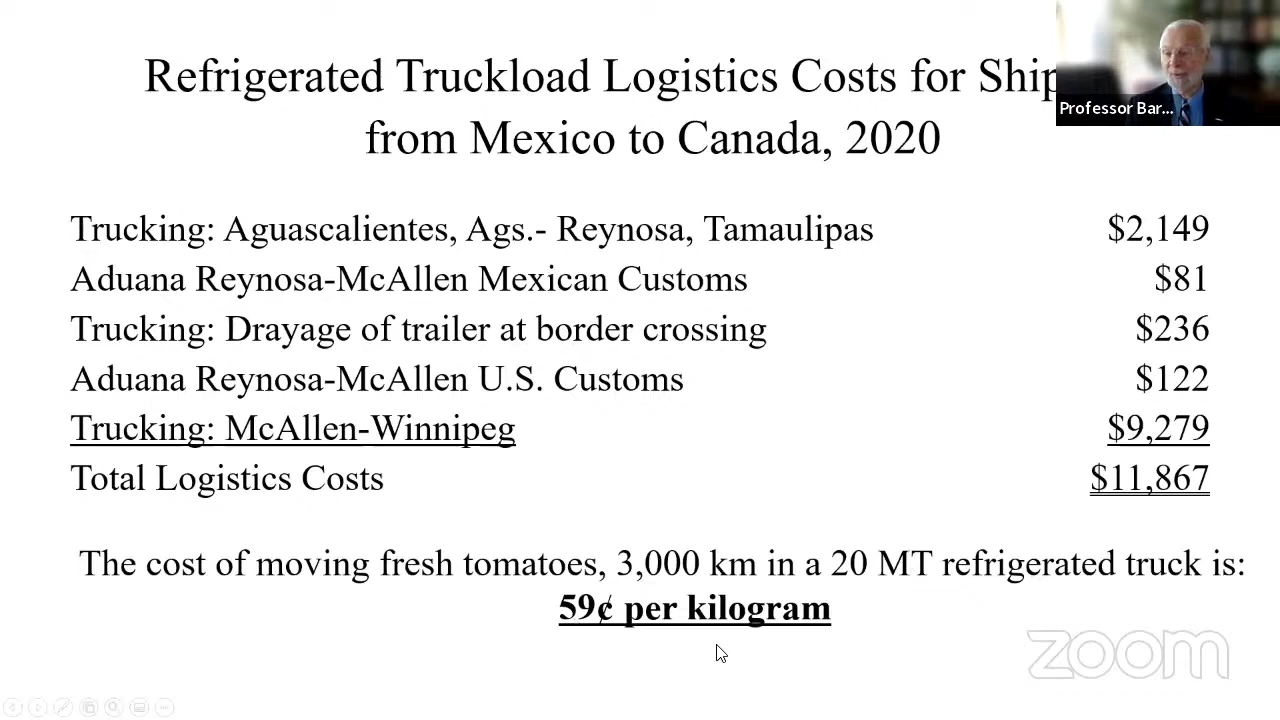 Refrigerated Truckload Logistics Costs for Ship
from Mexico to Canada, 2020
Professor Bar...
Trucking: Aguascalientes, Ags.- Reynosa, Tamaulipas $2,149
Aduana Reynosa-McAllen Mexican Customs $81
Trucking: Drayage of trailer at border crossing $236
Aduana Reynosa-McAllen U.S. Customs $122
Trucking: McAllen-Winnipeg $9,279
Total Logistics Costs $11,867
The cost of moving fresh tomatoes, 3,000 km in a 20 MT refrigerated truck is:
59¢ per kilogram
zoom